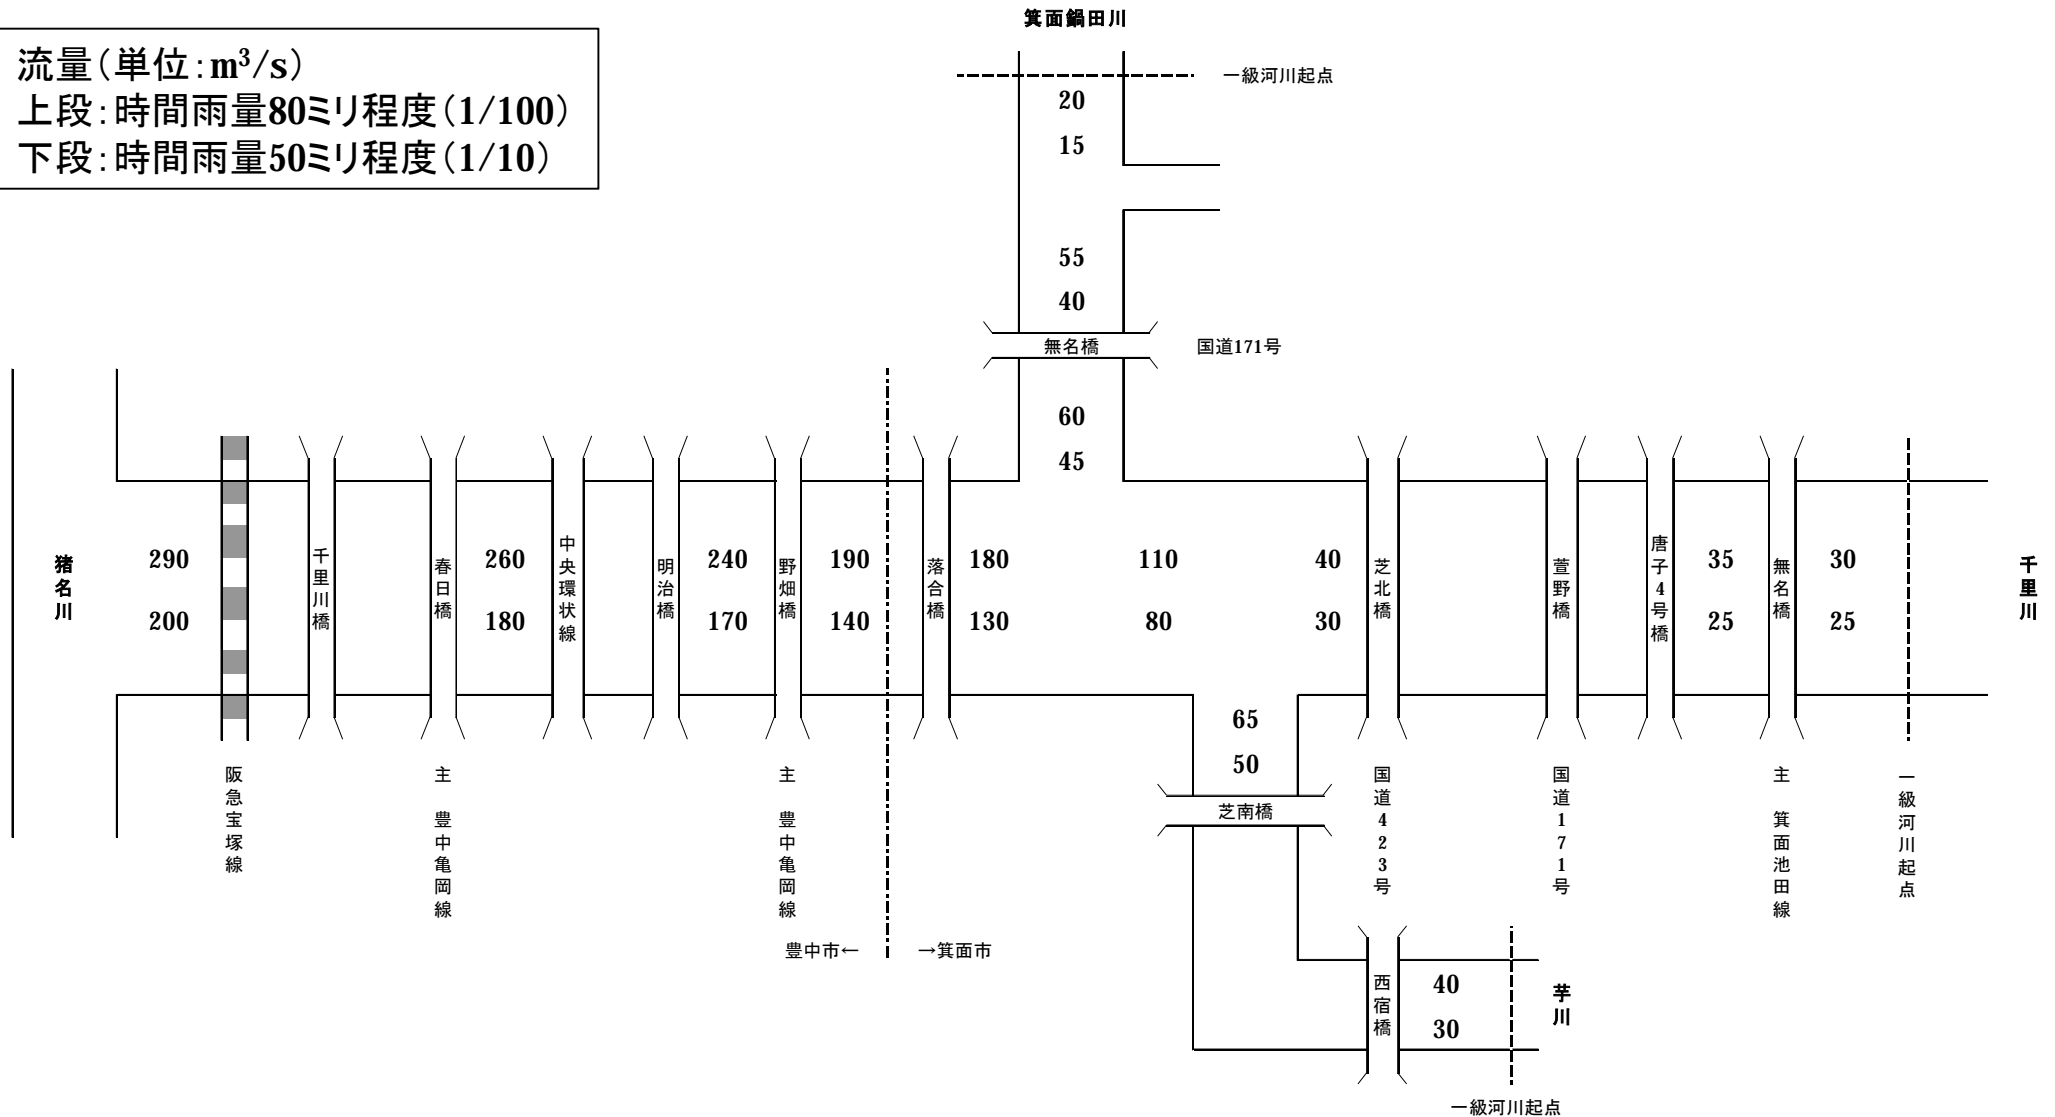 箕面鍋田川
流量(単位:m³/s)
上段:時間雨量80ミリ程度(1/100)
下段:時間雨量50ミリ程度(1/10)
一級河川起点
20
15
55
40
無名橋
国道171号
60
45
猪名川
290
200
千里川橋
春日橋
260
180
中央環状線
明治橋
240
170
野畑橋
190
140
落合橋
180
130
110
80
40
30
芝北橋
萱野橋
唐子4号橋
35
25
無名橋
30
25
千里川
65
50
芝南橋
阪急宝塚線
主 豊中亀岡線
主 豊中亀岡線
国道423号
国道171号
主 箕面池田線
一級河川起点
豊中市←
→箕面市
西宿橋
40
30
芋川
一級河川起点